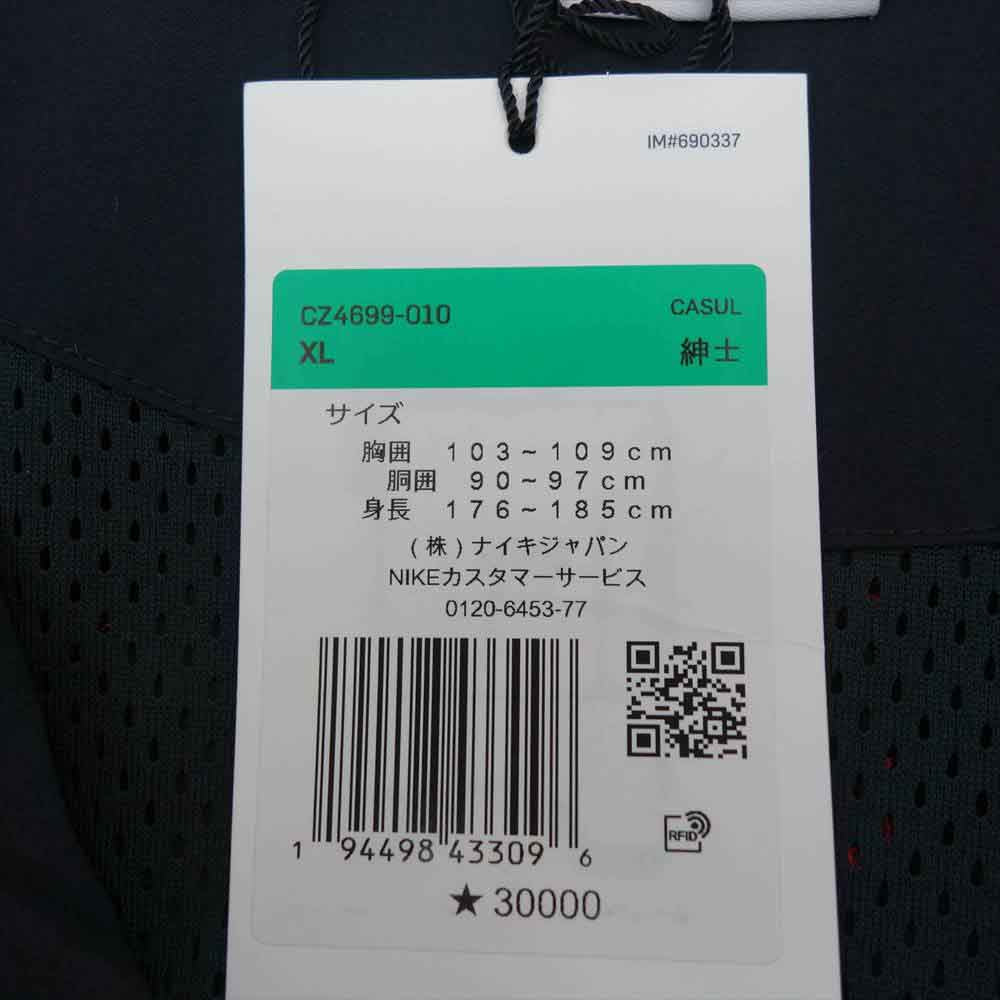 IM#690337
CZ4699-010 CASUL
XL 紳士
サイズ
胸囲 103~109cm
胴囲 90~97cm
身長 176~185cm
(株)ナイキジャパン
NIKEカスタマーサービス
0120-6453-77
RFID
1 94498 43309 6
★30000